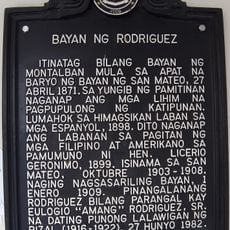 BAYAN NG RODRIGUEZ
ITINATAG BILANG BAYAN NG
MONTALBAN MULA SA APAT NA
BARYO NG BAYAN NG SAN MATEO, 27
ABRIL 1871. SA YUNGIB NG PAMITINAN
NAGANAP ANG MGA LIHIM NA
PAGPUPULONG NG KATIPUNAN.
LUMAHOK SA HIMAGSIKAN LABAN SA
MGA ESPANYOL, 1898. DITO NAGANAP
ANG LABANAN SA PAGITAN NG
MGA FILIPINO AT AMERIKANO SA
PAMUMUNO NI HEN. LICERIO
GERONIMO, 1899. ISINAMA SA SAN
MATEO, OKTUBRE 1903-1908.
NAGING NAGSASARILING BAYAN, 1
ENERO 1909. PINANGALANANG
RODRIGUEZ BILANG PARANGAL KAY
EULOGIO "AMANG" RODRIGUEZ, SR.
NA DATING PUNONG LALAWIGAN NG
RIZAL (1916-1922), 27 HUNYO 1982.